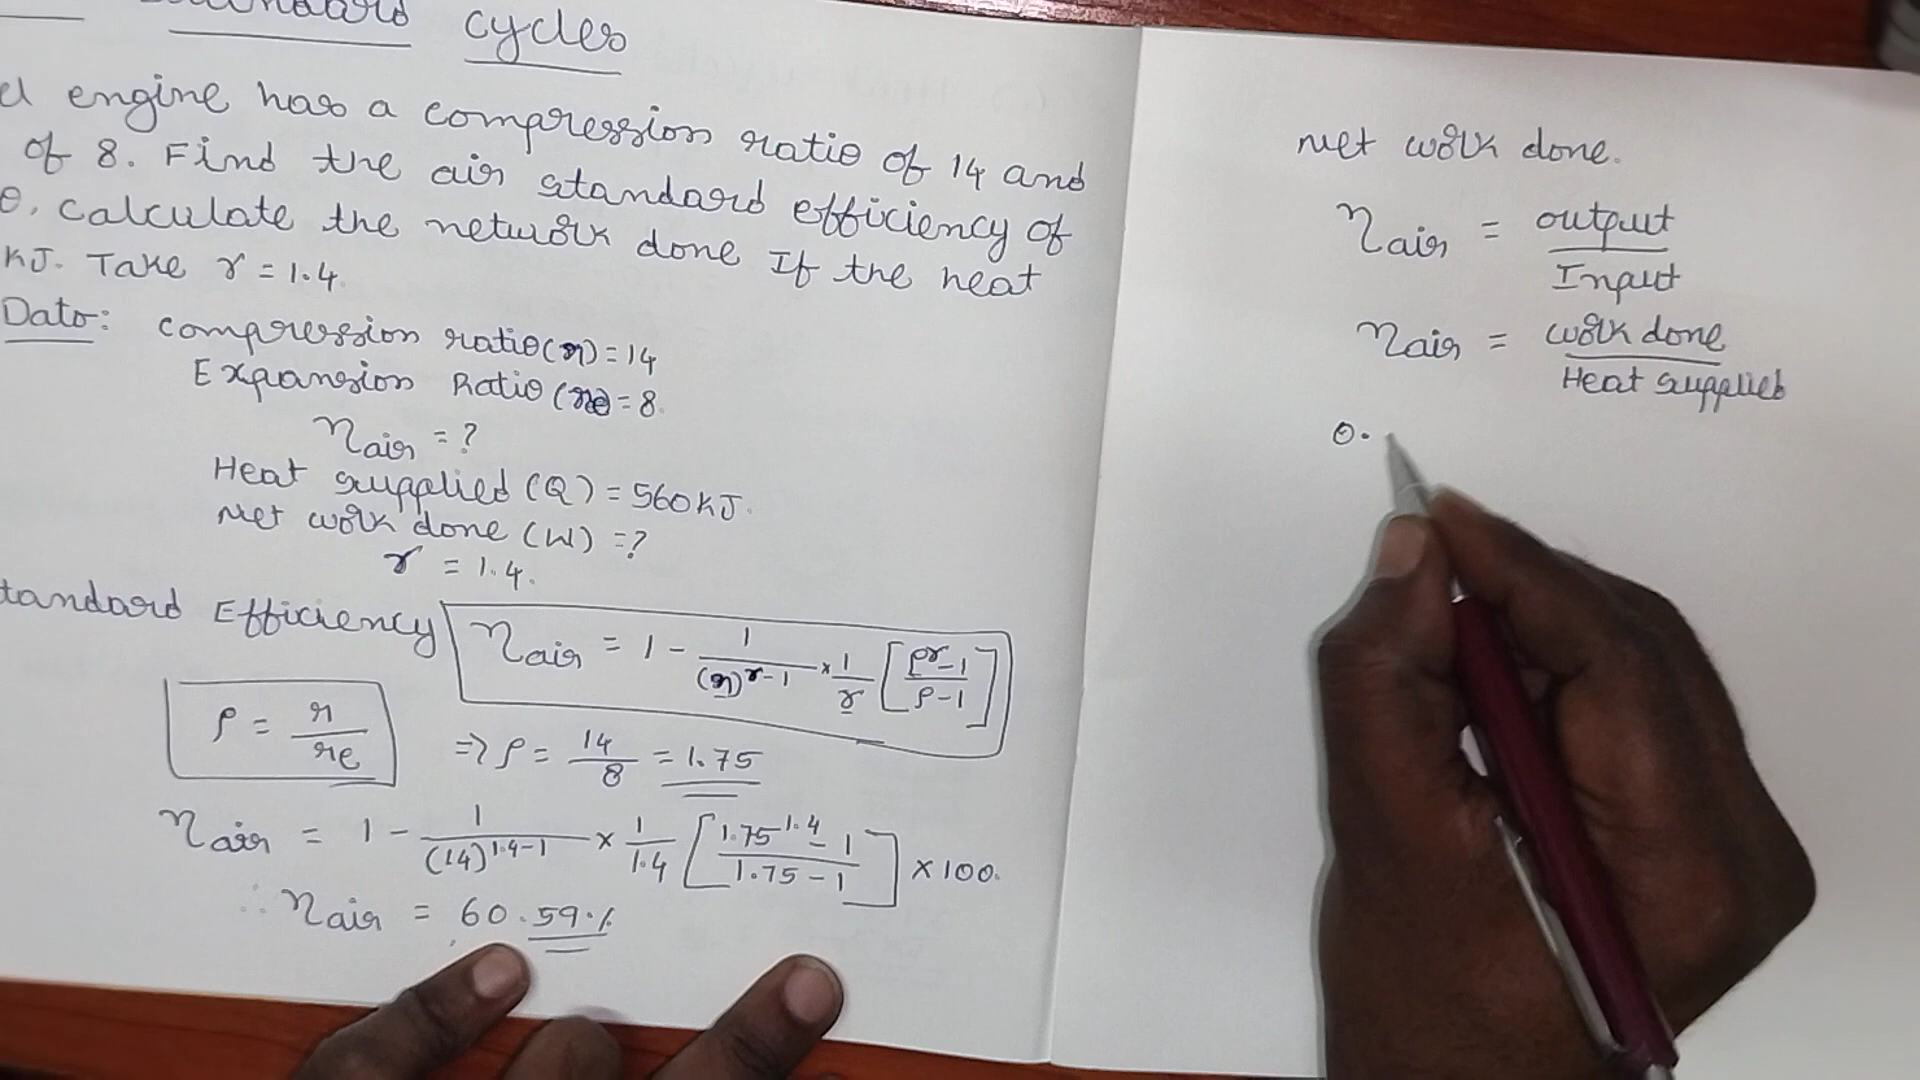 cycles
engine has a compression ratio of 14 and
of 8. Find the air standard efficiency of
calculate the network done If the heat
KJ. Take γ = 1.4.
Data:
compression ratio (r) = 14
Expansion Ratio (re) = 8.
ηair = ?
Heat supplied (Q) = 560 KJ.
Net work done (W) = ?
γ = 1.4.
tandard Efficiency ηair = 1 - 1/(r)^γ-1 × 1/γ [ρ^γ-1/ρ-1]
ρ = r/re ⇒ ρ = 14/8 = 1.75
ηair = 1 - 1/(14)^1.4-1 × 1/1.4 [1.75^1.4 - 1/1.75 - 1] × 100.
∴ ηair = 60.59%
Net work done.
ηair = output/Input
ηair = work done/Heat supplied
0.